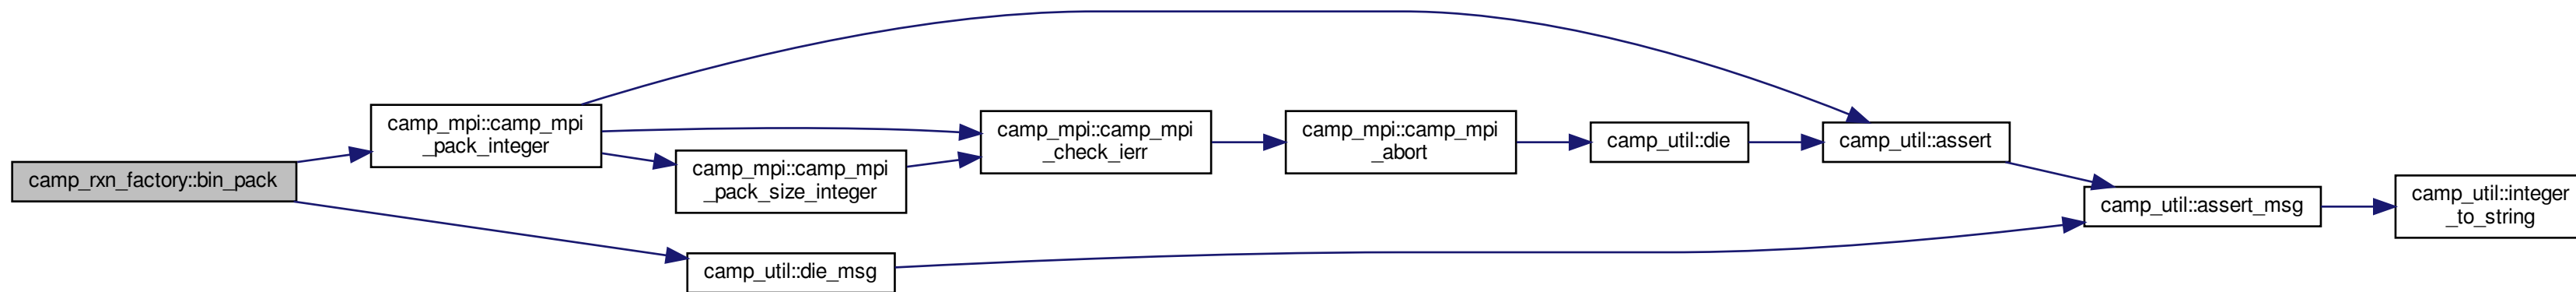 camp_rxn_factory::bin_pack
camp_mpi::camp_mpi
_pack_integer
camp_mpi::camp_mpi
_pack_size_integer
camp_util::die_msg
camp_mpi::camp_mpi
_check_ierr
camp_mpi::camp_mpi
_abort
camp_util::die
camp_util::assert
camp_util::assert_msg
camp_util::integer
_to_string